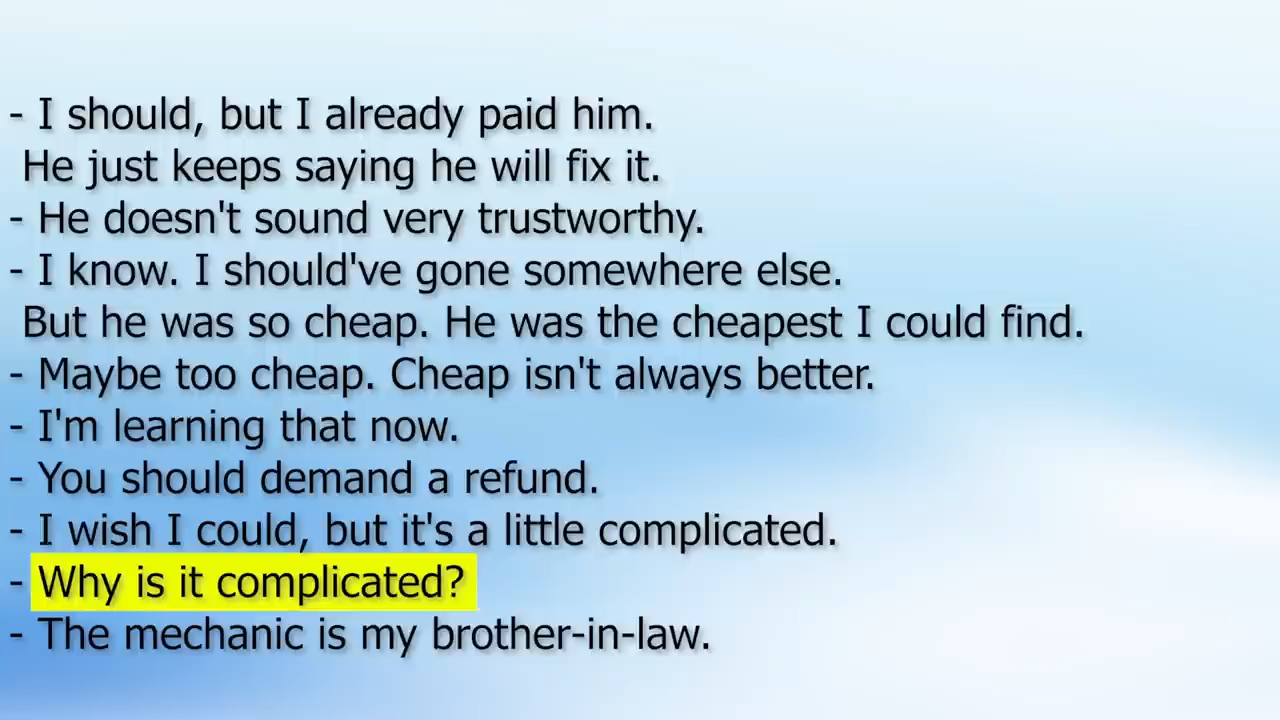 - I should, but I already paid him.
He just keeps saying he will fix it.
- He doesn't sound very trustworthy.
- I know. I should've gone somewhere else.
But he was so cheap. He was the cheapest I could find.
- Maybe too cheap. Cheap isn't always better.
- I'm learning that now.
- You should demand a refund.
- I wish I could, but it's a little complicated.
- Why is it complicated?
- The mechanic is my brother-in-law.